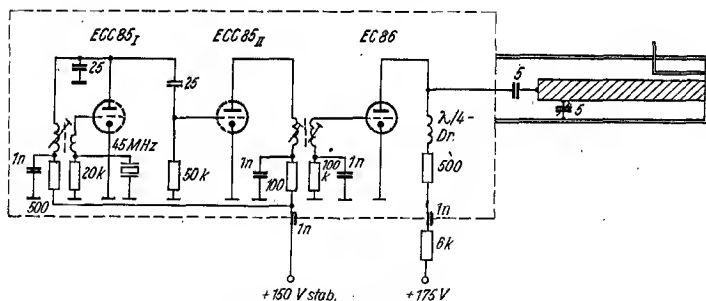 ECC85I
ECC85II
EC86
25
25
5
5
λ/4-
Dr.
45MHz
1n
20k
50k
1n
100
100
k
1n
500
500
1n
1n
6k
+150 V stab.
+175V